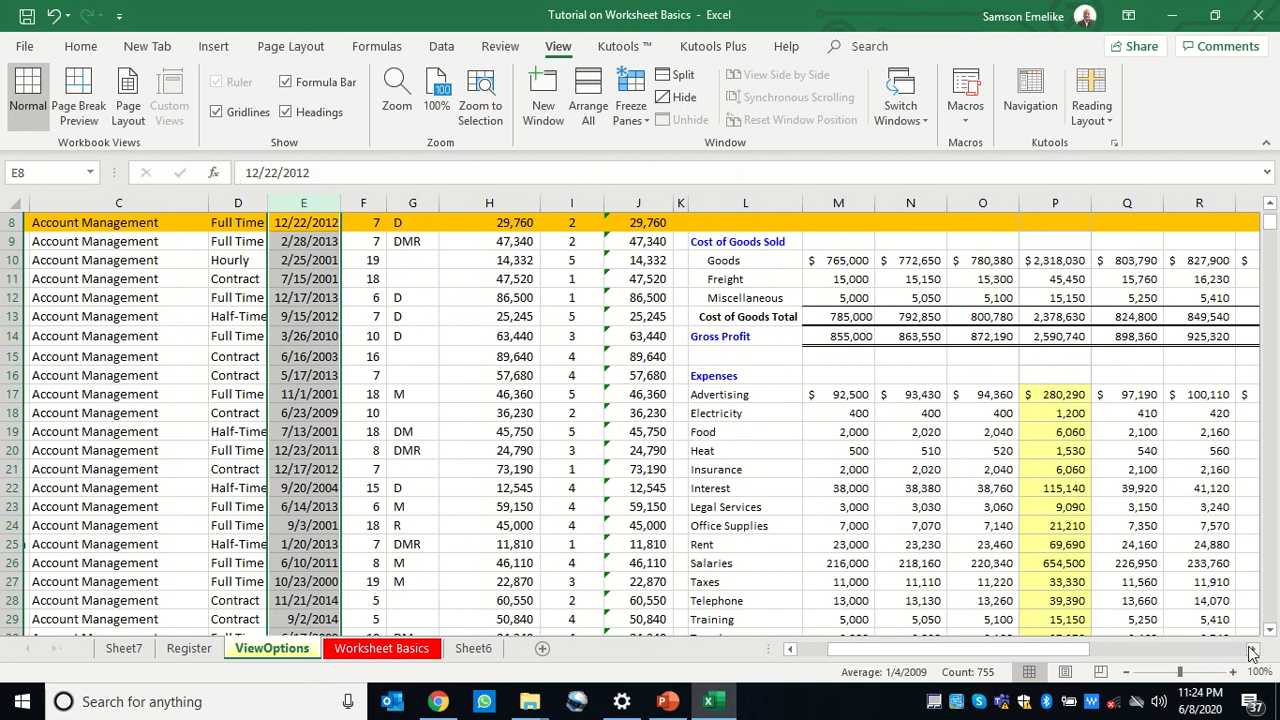 Tutorial on Worksheet Basics - Excel
Samson Emelike
File Home New Tab Insert Page Layout Formulas Data Review View Kutools ™ Kutools Plus Help Search Share Comments
Normal Page Break Preview Page Layout Custom Views
Workbook Views
Ruler Formula Bar
Gridlines Headings
Show
Zoom 100% Zoom to Selection
Zoom
New Window Arrange All Freeze Panes
Split
Hide
Unhide
View Side by Side
Synchronous Scrolling
Reset Window Position
Switch Windows
Window
Macros
Macros
Navigation Reading Layout
Kutools
E8 fx 12/22/2012
C D E F G H I J K L M N O P Q R
8 Account Management Full Time 12/22/2012 7 D 29,760 2 29,760
9 Account Management Full Time 2/28/2013 7 DMR 47,340 2 47,340 Cost of Goods Sold
10 Account Management Hourly 2/25/2001 19 14,332 5 14,332 Goods $ 765,000 $ 772,650 $ 780,380 $ 2,318,030 $ 803,790 $ 827,900 $
11 Account Management Contract 7/15/2001 18 47,520 1 47,520 Freight 15,000 15,150 15,300 45,450 15,760 16,230
12 Account Management Full Time 12/17/2013 6 D 86,500 1 86,500 Miscellaneous 5,000 5,050 5,100 15,150 5,250 5,410
13 Account Management Half-Time 9/15/2012 7 D 25,245 5 25,245 Cost of Goods Total 785,000 792,850 800,780 2,378,630 824,800 849,540
14 Account Management Full Time 3/26/2010 10 D 63,440 3 63,440 Gross Profit 855,000 863,550 872,190 2,590,740 898,360 925,320
15 Account Management Contract 6/16/2003 16 89,640 4 89,640
16 Account Management Contract 5/17/2013 7 57,680 4 57,680 Expenses
17 Account Management Full Time 11/1/2001 18 M 46,360 5 46,360 Advertising $ 92,500 $ 93,430 $ 94,360 $ 280,290 $ 97,190 $ 100,110 $
18 Account Management Contract 6/23/2009 10 36,230 2 36,230 Electricity 400 400 400 1,200 410 420
19 Account Management Half-Time 7/13/2001 18 DM 45,750 5 45,750 Food 2,000 2,020 2,040 6,060 2,100 2,160
20 Account Management Full Time 12/23/2011 8 DMR 24,790 3 24,790 Heat 500 510 520 1,530 540 560
21 Account Management Contract 12/17/2012 7 73,190 1 73,190 Insurance 2,000 2,020 2,040 6,060 2,100 2,160
22 Account Management Half-Time 9/20/2004 15 D 12,545 4 12,545 Interest 38,000 38,380 38,760 115,140 39,920 41,120
23 Account Management Full Time 6/14/2013 6 M 59,150 4 59,150 Legal Services 3,000 3,030 3,060 9,090 3,150 3,240
24 Account Management Full Time 9/3/2001 18 R 45,000 4 45,000 Office Supplies 7,000 7,070 7,140 21,210 7,350 7,570
25 Account Management Half-Time 1/20/2013 7 DMR 11,810 1 11,810 Rent 23,000 23,230 23,460 69,690 24,160 24,880
26 Account Management Full Time 6/10/2011 8 M 46,110 4 46,110 Salaries 216,000 218,160 220,340 654,500 226,950 233,760
27 Account Management Full Time 10/23/2000 19 M 22,870 3 22,870 Taxes 11,000 11,110 11,220 33,330 11,560 11,910
28 Account Management Contract 11/21/2014 5 60,550 2 60,550 Telephone 13,000 13,130 13,260 39,390 13,660 14,070
29 Account Management Contract 9/2/2014 5 50,840 4 50,840 Training 5,000 5,050 5,100 15,150 5,250 5,410
Sheet7 Register ViewOptions Worksheet Basics Sheet6
Average: 1/4/2009 Count: 755 100%
Search for anything
11:24 PM
6/8/2020
37